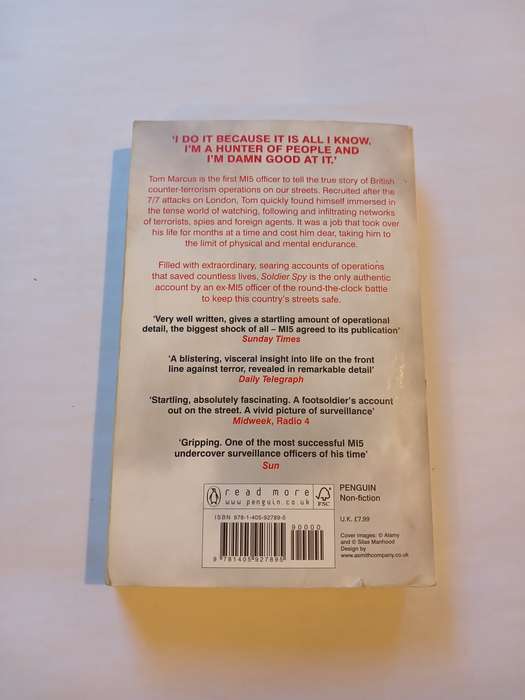 'I DO IT BECAUSE IT IS ALL I KNOW.
I'M A HUNTER OF PEOPLE AND
I'M DAMN GOOD AT IT.'
Tom Marcus is the first MI5 officer to tell the true story of British
counter-terrorism operations on our streets. Recruited after the
7/7 attacks on London, Tom quickly found himself immersed in
the tense world of watching, following and infiltrating networks
of terrorists, spies and foreign agents. It was a job that took over
his life for months at a time and cost him dear, taking him to
the limit of physical and mental endurance.
Filled with extraordinary, searing accounts of operations
that saved countless lives, Soldier Spy is the only authentic
account by an ex-MI5 officer of the round-the-clock battle
to keep this country's streets safe.
'Very well written, gives a startling amount of operational
detail, the biggest shock of all – MI5 agreed to its publication'
Sunday Times
'A blistering, visceral insight into life on the front
line against terror, revealed in remarkable detail'
Daily Telegraph
'Startling, absolutely fascinating. A footsoldier's account
out on the street. A vivid picture of surveillance'
Midweek, Radio 4
'Gripping. One of the most successful MI5
undercover surveillance officers of his time'
Sun
read more
www.penguin.co.uk
FSC
PENGUIN
Non-fiction
ISBN 978-1-405-92789-5
90000
9 781405 927895
U.K. £7.99
Cover images: © Alamy
and © Silas Manhood
Design by
www.asmithcompany.co.uk